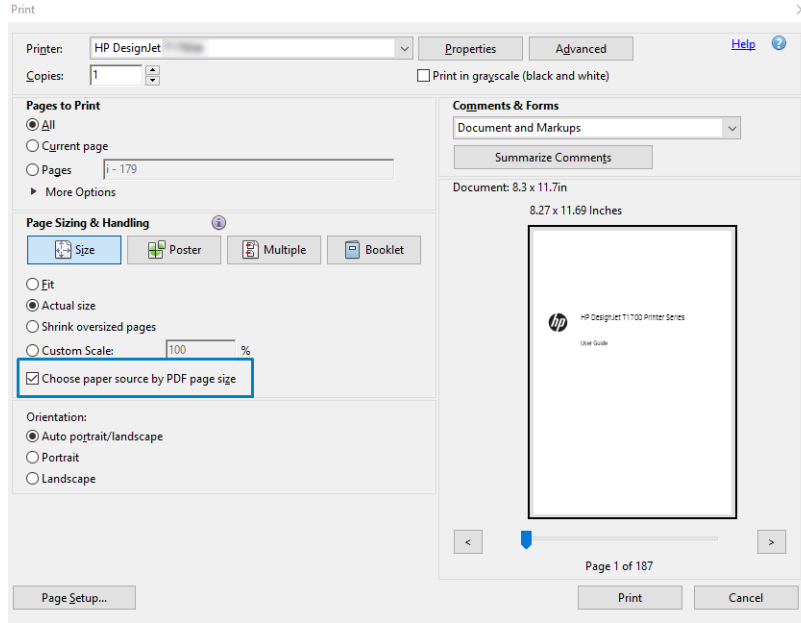 Print
Printer: HP DesignJet Properties Advanced Help
Copies: 1 Print in grayscale (black and white)
Pages to Print
All
Current page
Pages i - 179
More Options
Page Sizing & Handling
Size Poster Multiple Booklet
Fit
Actual size
Shrink oversized pages
Custom Scale: 100 %
Choose paper source by PDF page size
Orientation:
Auto portrait/landscape
Portrait
Landscape
Comments & Forms
Document and Markups
Summarize Comments
Document: 8.3 x 11.7in
8.27 x 11.69 Inches
hp HP DesignJet T1700 Printer Series
User Guide
< >
Page 1 of 187
Page Setup... Print Cancel